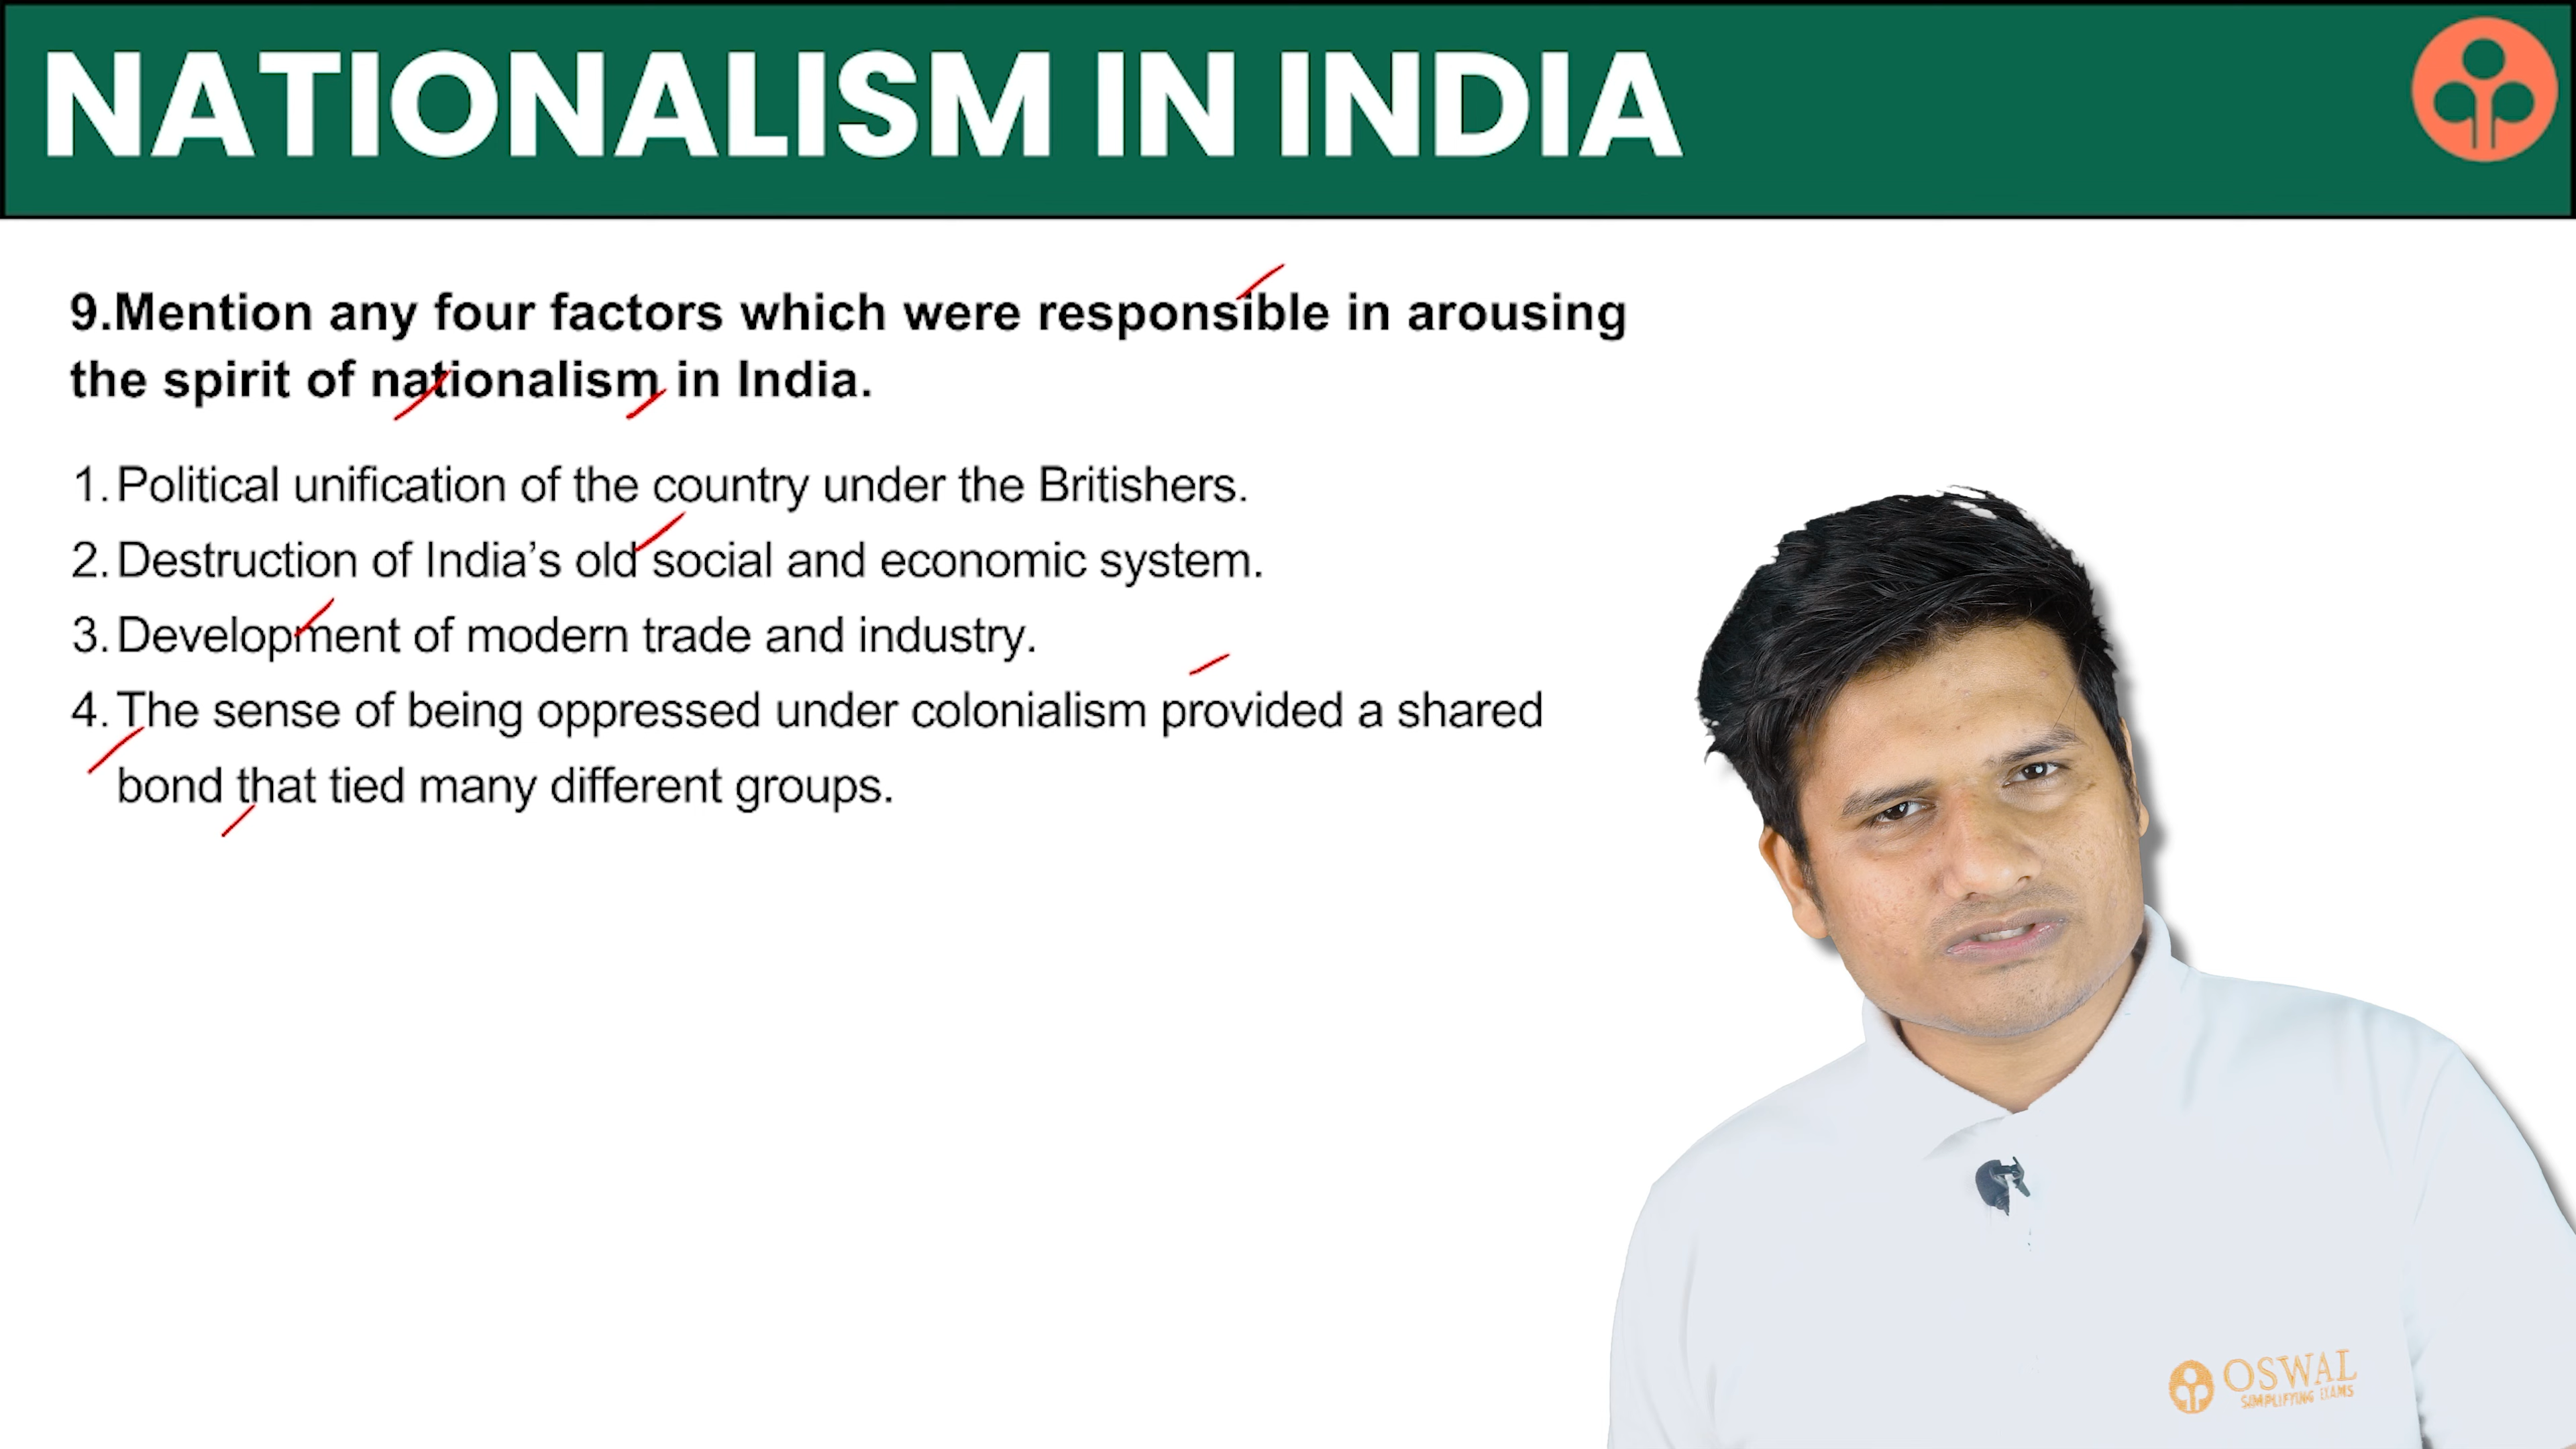 NATIONALISM IN INDIA
9.Mention any four factors which were responsible in arousing
the spirit of nationalism in India.
1. Political unification of the country under the Britishers.
2. Destruction of India’s old social and economic system.
3. Development of modern trade and industry.
4. The sense of being oppressed under colonialism provided a shared
bond that tied many different groups.
OSWAL
SIMPLIFYING EXAMS